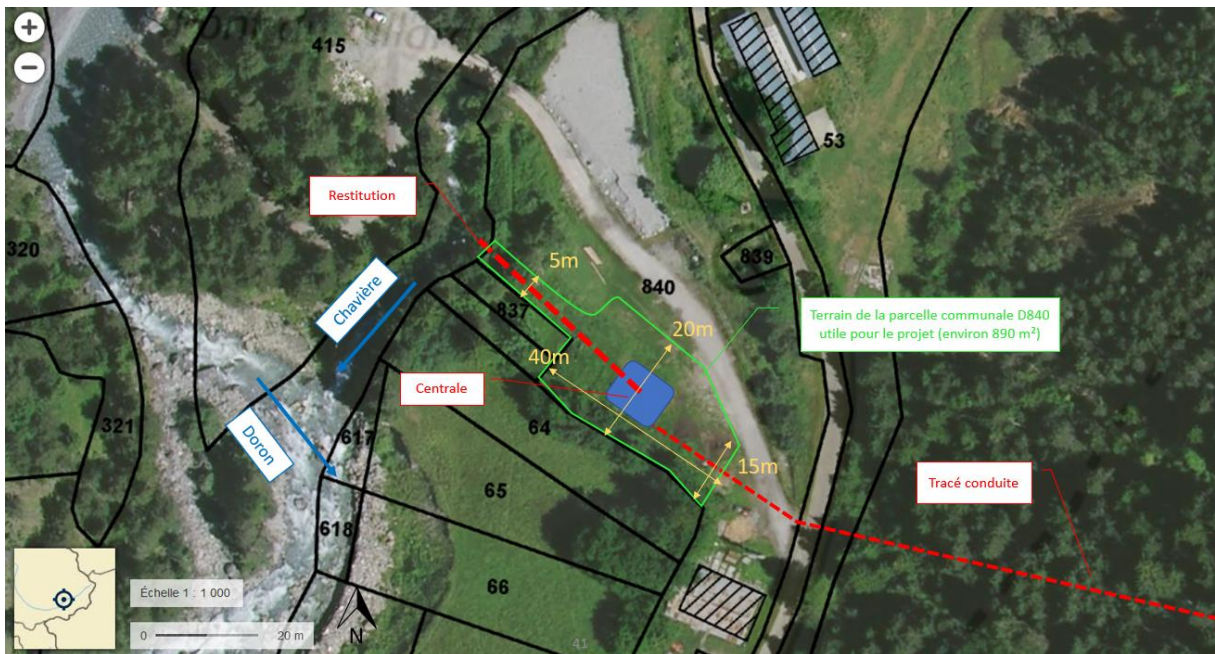 +
−
415
53
Restitution
320
5m
840
839
Chavière
837
20m
Terrain de la parcelle communale D840
utile pour le projet (environ 890 m²)
40m
Centrale
321
Doron
617
64
15m
65
Tracé conduite
618
66
Échelle 1 : 1 000
0
20 m
N
41